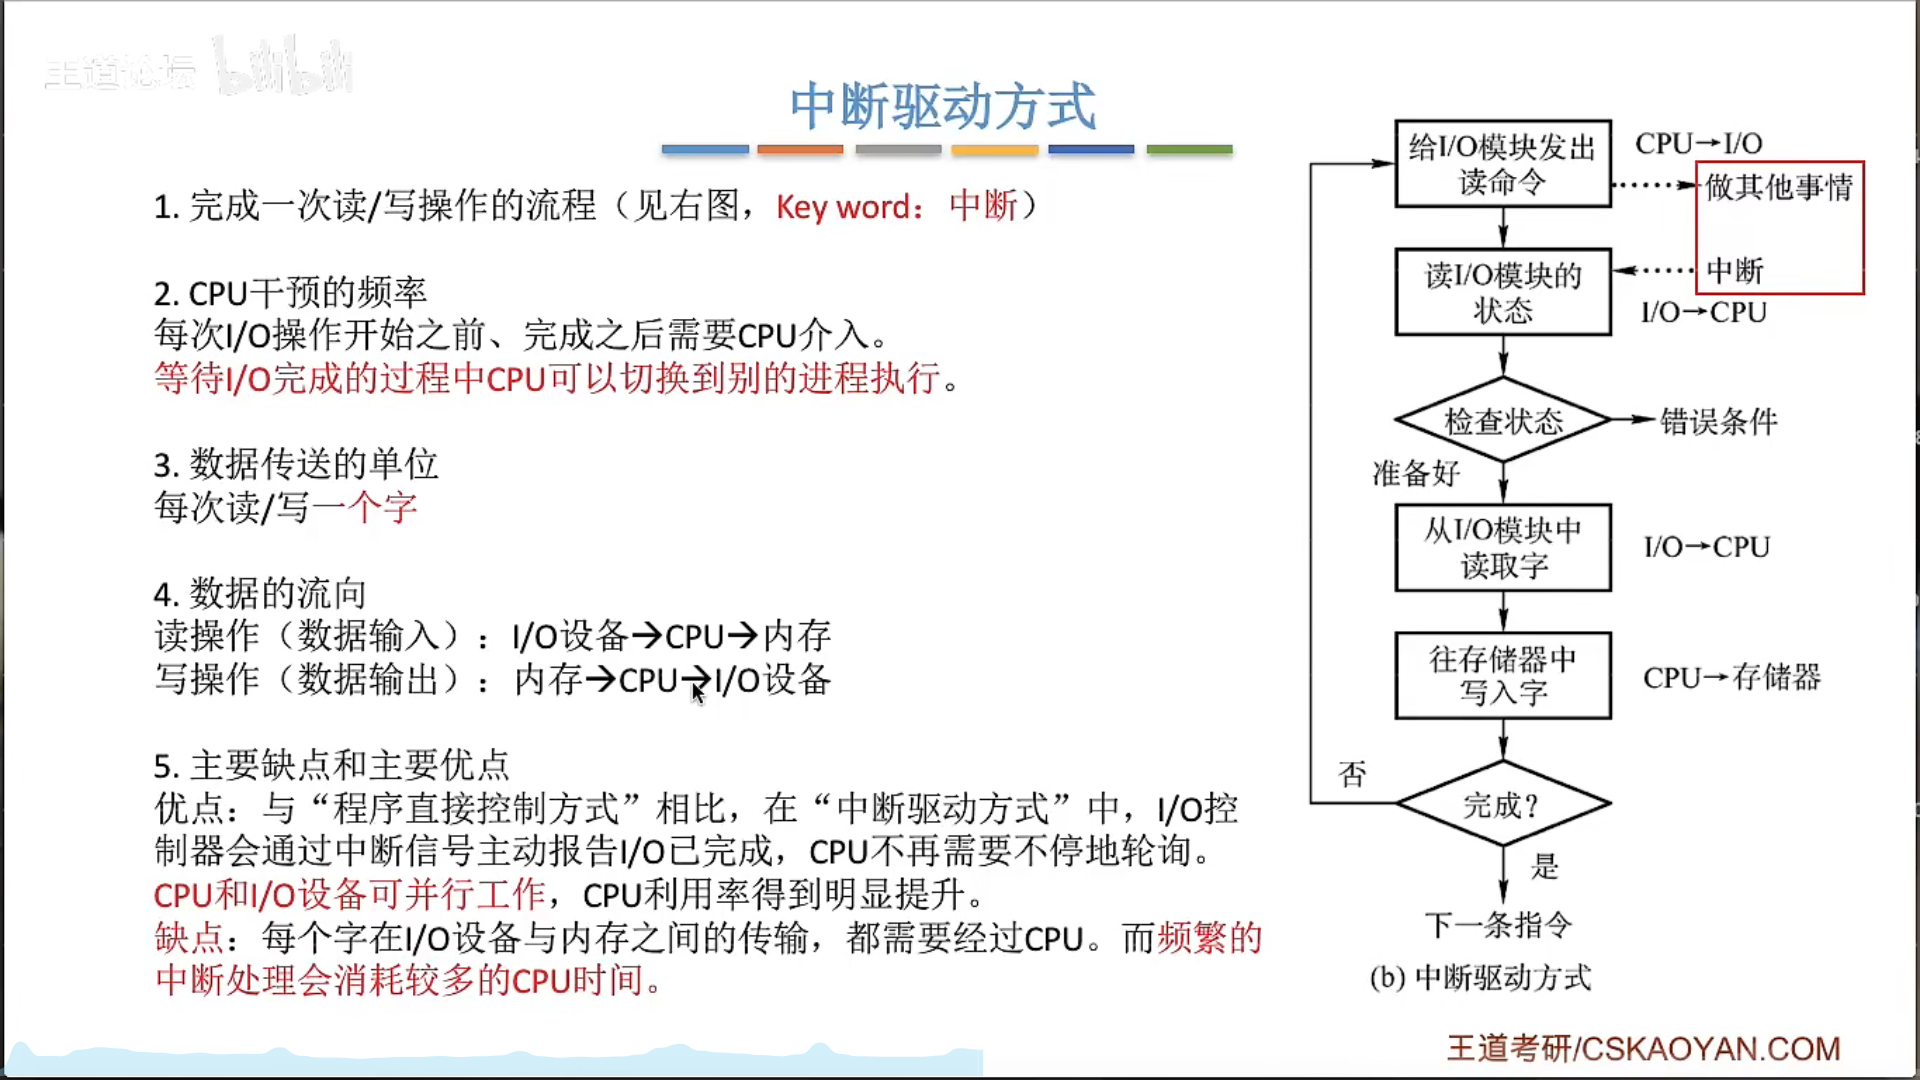 王道论坛 bilibili
中断驱动方式
1. 完成一次读/写操作的流程（见右图，Key word：中断）
2. CPU干预的频率
每次I/O操作开始之前、完成之后需要CPU介入。
等待I/O完成的过程中CPU可以切换到别的进程执行。
3. 数据传送的单位
每次读/写一个字
4. 数据的流向
读操作（数据输入）：I/O设备→CPU→内存
写操作（数据输出）：内存→CPU→I/O设备
5. 主要缺点和主要优点
优点：与“程序直接控制方式”相比，在“中断驱动方式”中，I/O控
制器会通过中断信号主动报告I/O已完成，CPU不再需要不停地轮询。
CPU和I/O设备可并行工作，CPU利用率得到明显提升。
缺点：每个字在I/O设备与内存之间的传输，都需要经过CPU。而频繁的
中断处理会消耗较多的CPU时间。
给I/O模块发出
读命令
CPU→I/O
做其他事情
读I/O模块的
状态
中断
I/O→CPU
检查状态
错误条件
准备好
从I/O模块中
读取字
I/O→CPU
往存储器中
写入字
CPU→存储器
否
完成？
是
下一条指令
(b) 中断驱动方式
王道考研/CSKAOYAN.COM